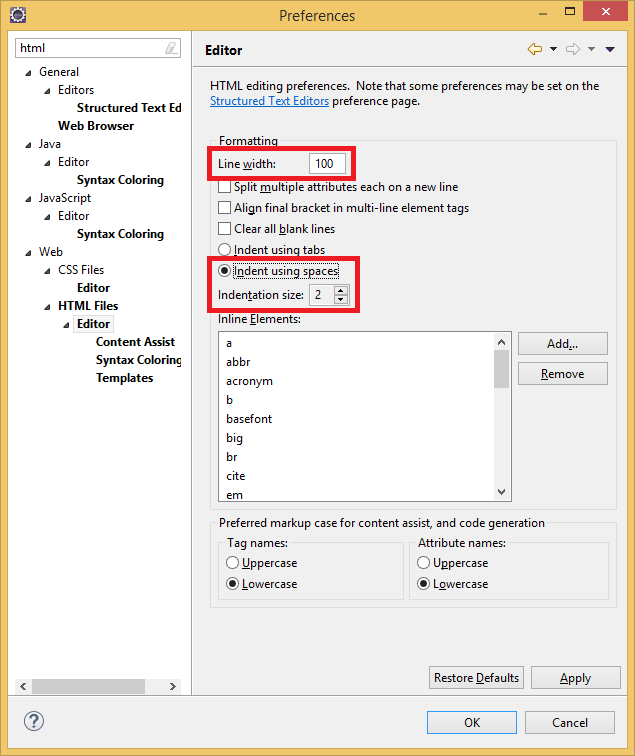 Preferences
html
General
Editors
Structured Text Ed
Web Browser
Java
Editor
Syntax Coloring
JavaScript
Editor
Syntax Coloring
Web
CSS Files
Editor
HTML Files
Editor
Content Assist
Syntax Coloring
Templates
Editor
HTML editing preferences. Note that some preferences may be set on the
Structured Text Editors preference page.
Formatting
Line width: 100
Split multiple attributes each on a new line
Align final bracket in multi-line element tags
Clear all blank lines
Indent using tabs
Indent using spaces
Indentation size: 2
Inline Elements:
a
abbr
acronym
b
basefont
big
br
cite
em
Add...
Remove
Preferred markup case for content assist, and code generation
Tag names:
Uppercase
Lowercase
Attribute names:
Uppercase
Lowercase
Restore Defaults
Apply
?
OK
Cancel